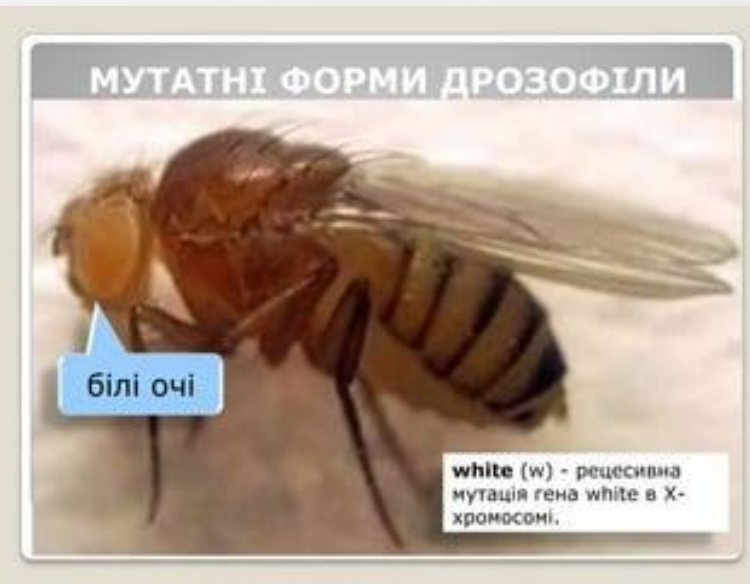 МУТАТНІ ФОРМИ ДРОЗОФІЛИ
білі очі
white (w) - рецесивна
мутація гена white в Х-
хромосомі.